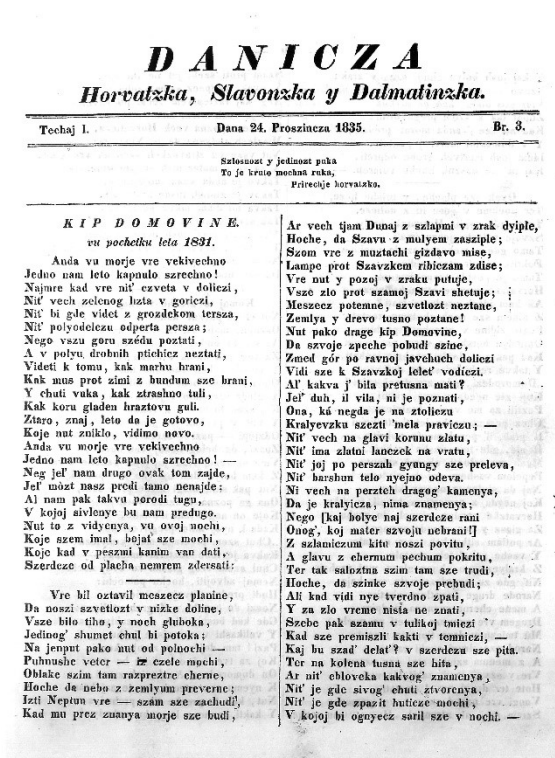 DANICZA
Horvatzka, Slavonzka y Dalmatinzka.
Techaj I. Dana 24. Proszincza 1835. Br. 3.
Szlosnozt y jedinozt puka
To je kruto mochna ruka,
Prirechje horvatzko.
KIP DOMOVINE.
vu pochetku leta 1831.
Anda vu morje vre vekivechno
Jedno nam leto kapnulo szrechno!
Najmre kad vre nit' czveta v doliczi,
Nit' vech zelenog lizta v goriczi,
Nit' bi gde videt z grozdekom tersza,
Nit' polyodelczu odperta persza;
Nego vszu goru szédu poztati,
A v polyu drobnih ptichicz neztati,
Videti k tomu, kak marhu hrani,
Kak mus prot zimi z bundum sze brani,
Y chuti vuka, kak ztrashno tuli,
Kak koru gladen hraztovu guli.
Ztaro, znaj, leto da je gotovo,
Koje nut zniklo, vidimo novo.
Anda vu morje vre vekivechno
Jedno nam leto kapnulo szrechno! —
Neg jel' nam drugo ovak tom zajde,
Jel' mòzt nasz predi tamo nenajde;
Al nam pak takvu porodi tugu,
V kojoj sivlenye bu nam predugo.
Nut to z vidyenya, vu ovoj nochi,
Koje szem imal, bojat' sze mochi,
Koje kad v peszmi kanim van dati,
Szerdcze od placha nemrem zdersati:
Vre bil oztavil meszecz planine,
Da noszi szvetlozt v nizke doline,
Vsze bilo tiho, y noch gluboka,
Jedinog' shumet chul bi potoka;
Na jenput pako nut od polnochi —
Puhnushe veter — iz czele mochi,
Oblake szim tam razpreztre cherne,
Hoche da nebo z zemlyum preverne;
Izti Neptun vre — szam sze zachudi',
Kad mu prez znanya morje sze budi,
Ar vech tjam Dunaj z szlapmi v zrak dyiple,
Hoche, da Szavu z mulyem zasziple;
Szom vre z muztachi gizdavo mise,
Lampe prot Szavzkem ribiczam zdise;
Vre nut y pozoj v zraku putuje,
Vsze zlo prot szamoj Szavi shetuje;
Meszecz potemne, szvetlozt neztane,
Zemlya y drevo tusno poztane!
Nut pako drage kip Domovine,
Da szvoje zpeche pobudi szine,
Zmed gór po ravnoj javchuch doliczi
Vidi sze k Szavzkoj letet' vodiczi.
Al' kakva j' bila pretusna mati?
Jel' duh, il vila, ni je poznati,
Ona, ká negda je na ztoliczu
Kralyevzku szezti 'mela praviczu; —
Nit' vech na glavi korunu zlatu,
Nit' ima zlatni lanczek na vratu,
Nit' joj po perszah gyungy sze preleva,
Nit' barshun telo nyejno odeva.
Ni vech na perzteh dragog' kamenya,
Da je kralyicza, nima znamenya;
Nego [kaj bolye naj szerdcze rani
Onog', koj mater szvoju nebrani!]
Z szlamiczum kitu noszi povitu,
A glavu z chernum pechum pokritu,
Ter tak salosztna szim tam sze trudi,
Hoche, da szinke szvoje prebudi;
Ali kad vidi nye tverdno zpati,
Y za zlo vreme nista ne znati,
Szebe pak szamu v tulikoj tmiczi
Kad sze premiszli kakti v temniczi, —
Kaj bu szad' delat'? v szerdczu sze pita.
Ter na kolena tusna sze hita,
Ar nit' chloveka kakvog' znamenya,
Nit' je gde sivog' chuti ztvorenya,
Nit' je gde zpazit huticze mochi,
V kojoj bi ognyecz saril sze v nochi. —